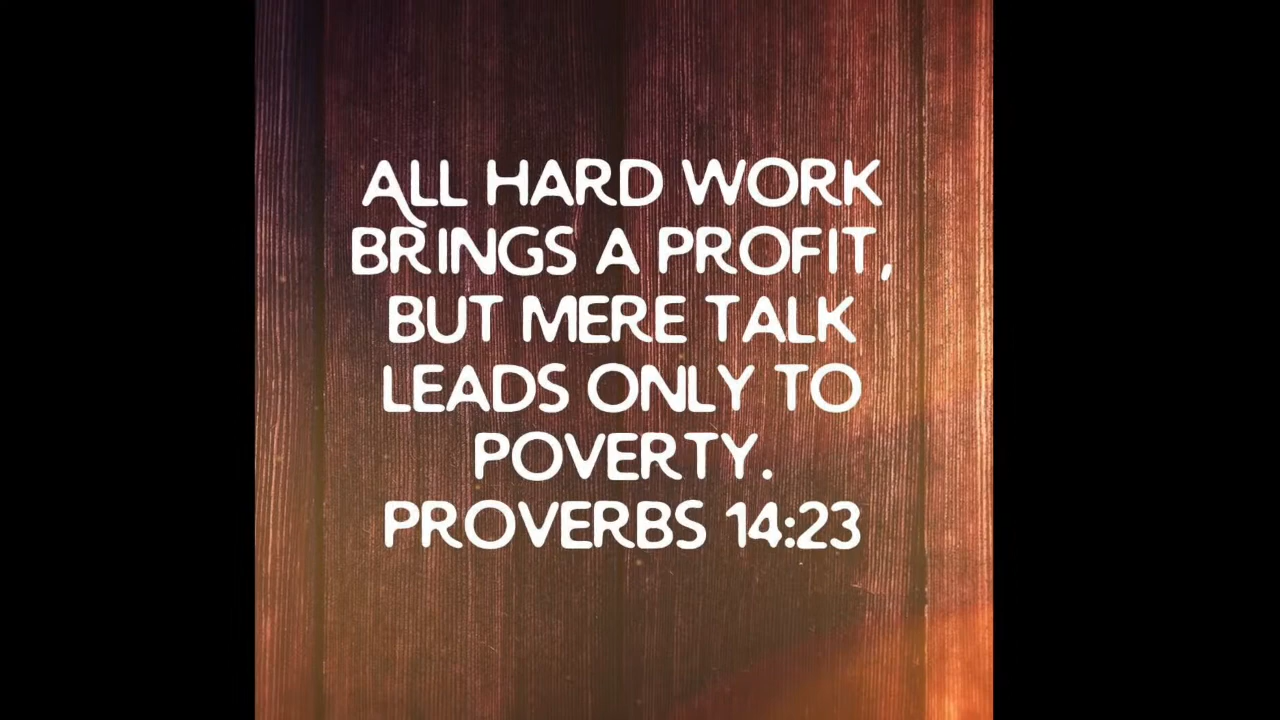 ALL HARD WORK
BRINGS A PROFIT,
BUT MERE TALK
LEADS ONLY TO
POVERTY.
PROVERBS 14:23